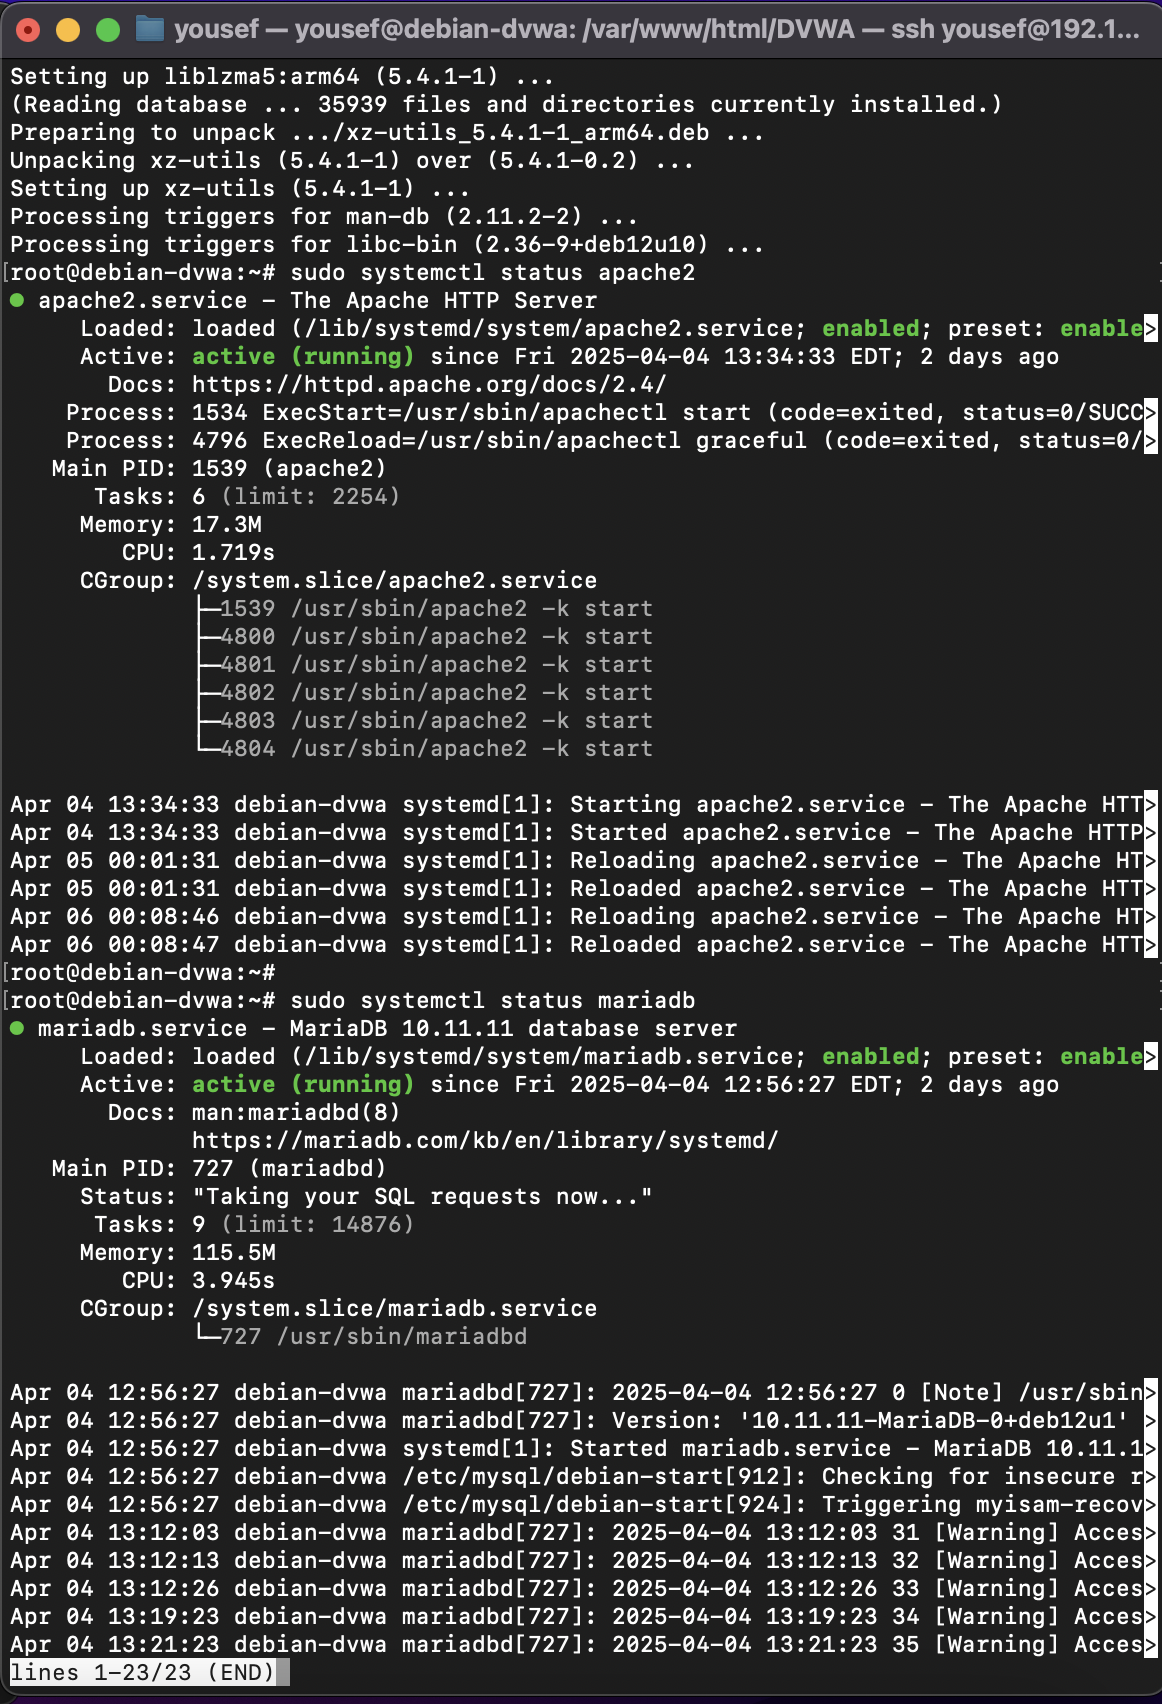 yousef — yousef@debian-dvwa: /var/www/html/DVWA — ssh yousef@192.1...
Setting up liblzma5:arm64 (5.4.1-1) ...
(Reading database ... 35939 files and directories currently installed.)
Preparing to unpack .../xz-utils_5.4.1-1_arm64.deb ...
Unpacking xz-utils (5.4.1-1) over (5.4.1-0.2) ...
Setting up xz-utils (5.4.1-1) ...
Processing triggers for man-db (2.11.2-2) ...
Processing triggers for libc-bin (2.36-9+deb12u10) ...
[root@debian-dvwa:~# sudo systemctl status apache2
● apache2.service - The Apache HTTP Server
     Loaded: loaded (/lib/systemd/system/apache2.service; enabled; preset: enable>
     Active: active (running) since Fri 2025-04-04 13:34:33 EDT; 2 days ago
       Docs: https://httpd.apache.org/docs/2.4/
    Process: 1534 ExecStart=/usr/sbin/apachectl start (code=exited, status=0/SUCC>
    Process: 4796 ExecReload=/usr/sbin/apachectl graceful (code=exited, status=0/>
   Main PID: 1539 (apache2)
      Tasks: 6 (limit: 2254)
     Memory: 17.3M
        CPU: 1.719s
     CGroup: /system.slice/apache2.service
             ├─1539 /usr/sbin/apache2 -k start
             ├─4800 /usr/sbin/apache2 -k start
             ├─4801 /usr/sbin/apache2 -k start
             ├─4802 /usr/sbin/apache2 -k start
             ├─4803 /usr/sbin/apache2 -k start
             └─4804 /usr/sbin/apache2 -k start
Apr 04 13:34:33 debian-dvwa systemd[1]: Starting apache2.service - The Apache HTT>
Apr 04 13:34:33 debian-dvwa systemd[1]: Started apache2.service - The Apache HTTP>
Apr 05 00:01:31 debian-dvwa systemd[1]: Reloading apache2.service - The Apache HT>
Apr 05 00:01:31 debian-dvwa systemd[1]: Reloaded apache2.service - The Apache HTT>
Apr 06 00:08:46 debian-dvwa systemd[1]: Reloading apache2.service - The Apache HT>
Apr 06 00:08:47 debian-dvwa systemd[1]: Reloaded apache2.service - The Apache HTT>
[root@debian-dvwa:~#
[root@debian-dvwa:~# sudo systemctl status mariadb
● mariadb.service - MariaDB 10.11.11 database server
     Loaded: loaded (/lib/systemd/system/mariadb.service; enabled; preset: enable>
     Active: active (running) since Fri 2025-04-04 12:56:27 EDT; 2 days ago
       Docs: man:mariadbd(8)
             https://mariadb.com/kb/en/library/systemd/
   Main PID: 727 (mariadbd)
     Status: "Taking your SQL requests now..."
      Tasks: 9 (limit: 14876)
     Memory: 115.5M
        CPU: 3.945s
     CGroup: /system.slice/mariadb.service
             └─727 /usr/sbin/mariadbd
Apr 04 12:56:27 debian-dvwa mariadbd[727]: 2025-04-04 12:56:27 0 [Note] /usr/sbin>
Apr 04 12:56:27 debian-dvwa mariadbd[727]: Version: '10.11.11-MariaDB-0+deb12u1' >
Apr 04 12:56:27 debian-dvwa systemd[1]: Started mariadb.service - MariaDB 10.11.1>
Apr 04 12:56:27 debian-dvwa /etc/mysql/debian-start[912]: Checking for insecure r>
Apr 04 12:56:27 debian-dvwa /etc/mysql/debian-start[924]: Triggering myisam-recov>
Apr 04 13:12:03 debian-dvwa mariadbd[727]: 2025-04-04 13:12:03 31 [Warning] Acces>
Apr 04 13:12:13 debian-dvwa mariadbd[727]: 2025-04-04 13:12:13 32 [Warning] Acces>
Apr 04 13:12:26 debian-dvwa mariadbd[727]: 2025-04-04 13:12:26 33 [Warning] Acces>
Apr 04 13:19:23 debian-dvwa mariadbd[727]: 2025-04-04 13:19:23 34 [Warning] Acces>
Apr 04 13:21:23 debian-dvwa mariadbd[727]: 2025-04-04 13:21:23 35 [Warning] Acces>
lines 1-23/23 (END)